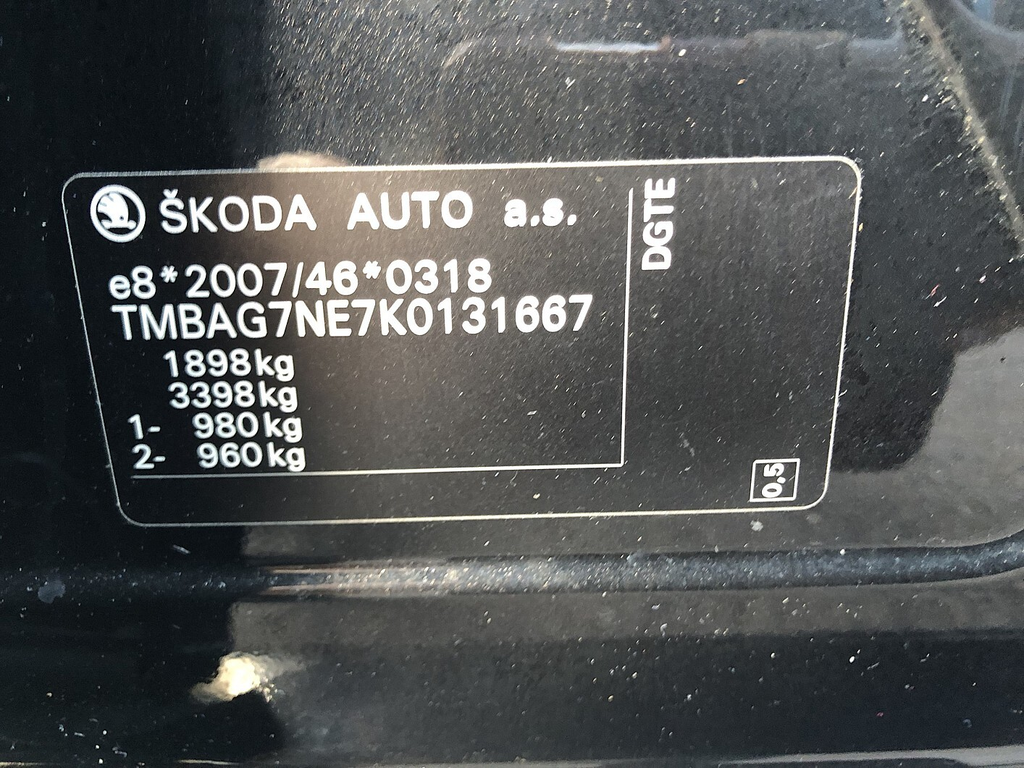 ŠKODA AUTO a.s.
e8*2007/46*0318
TMBAG7NE7K0131667
1898kg
3398kg
1- 980kg
2- 960kg
DGTE
0,5